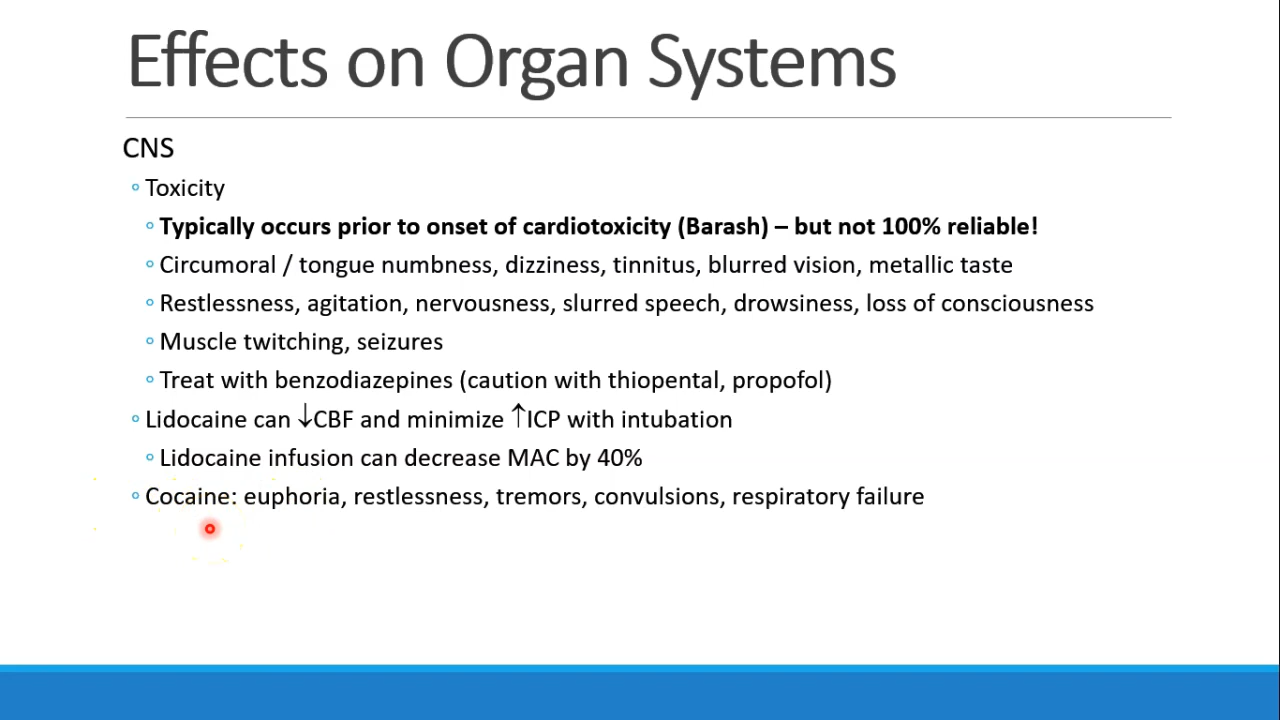 Effects on Organ Systems
CNS
◦ Toxicity
◦ Typically occurs prior to onset of cardiotoxicity (Barash) – but not 100% reliable!
◦ Circumoral / tongue numbness, dizziness, tinnitus, blurred vision, metallic taste
◦ Restlessness, agitation, nervousness, slurred speech, drowsiness, loss of consciousness
◦ Muscle twitching, seizures
◦ Treat with benzodiazepines (caution with thiopental, propofol)
◦ Lidocaine can ↓CBF and minimize ↑ICP with intubation
◦ Lidocaine infusion can decrease MAC by 40%
◦ Cocaine: euphoria, restlessness, tremors, convulsions, respiratory failure